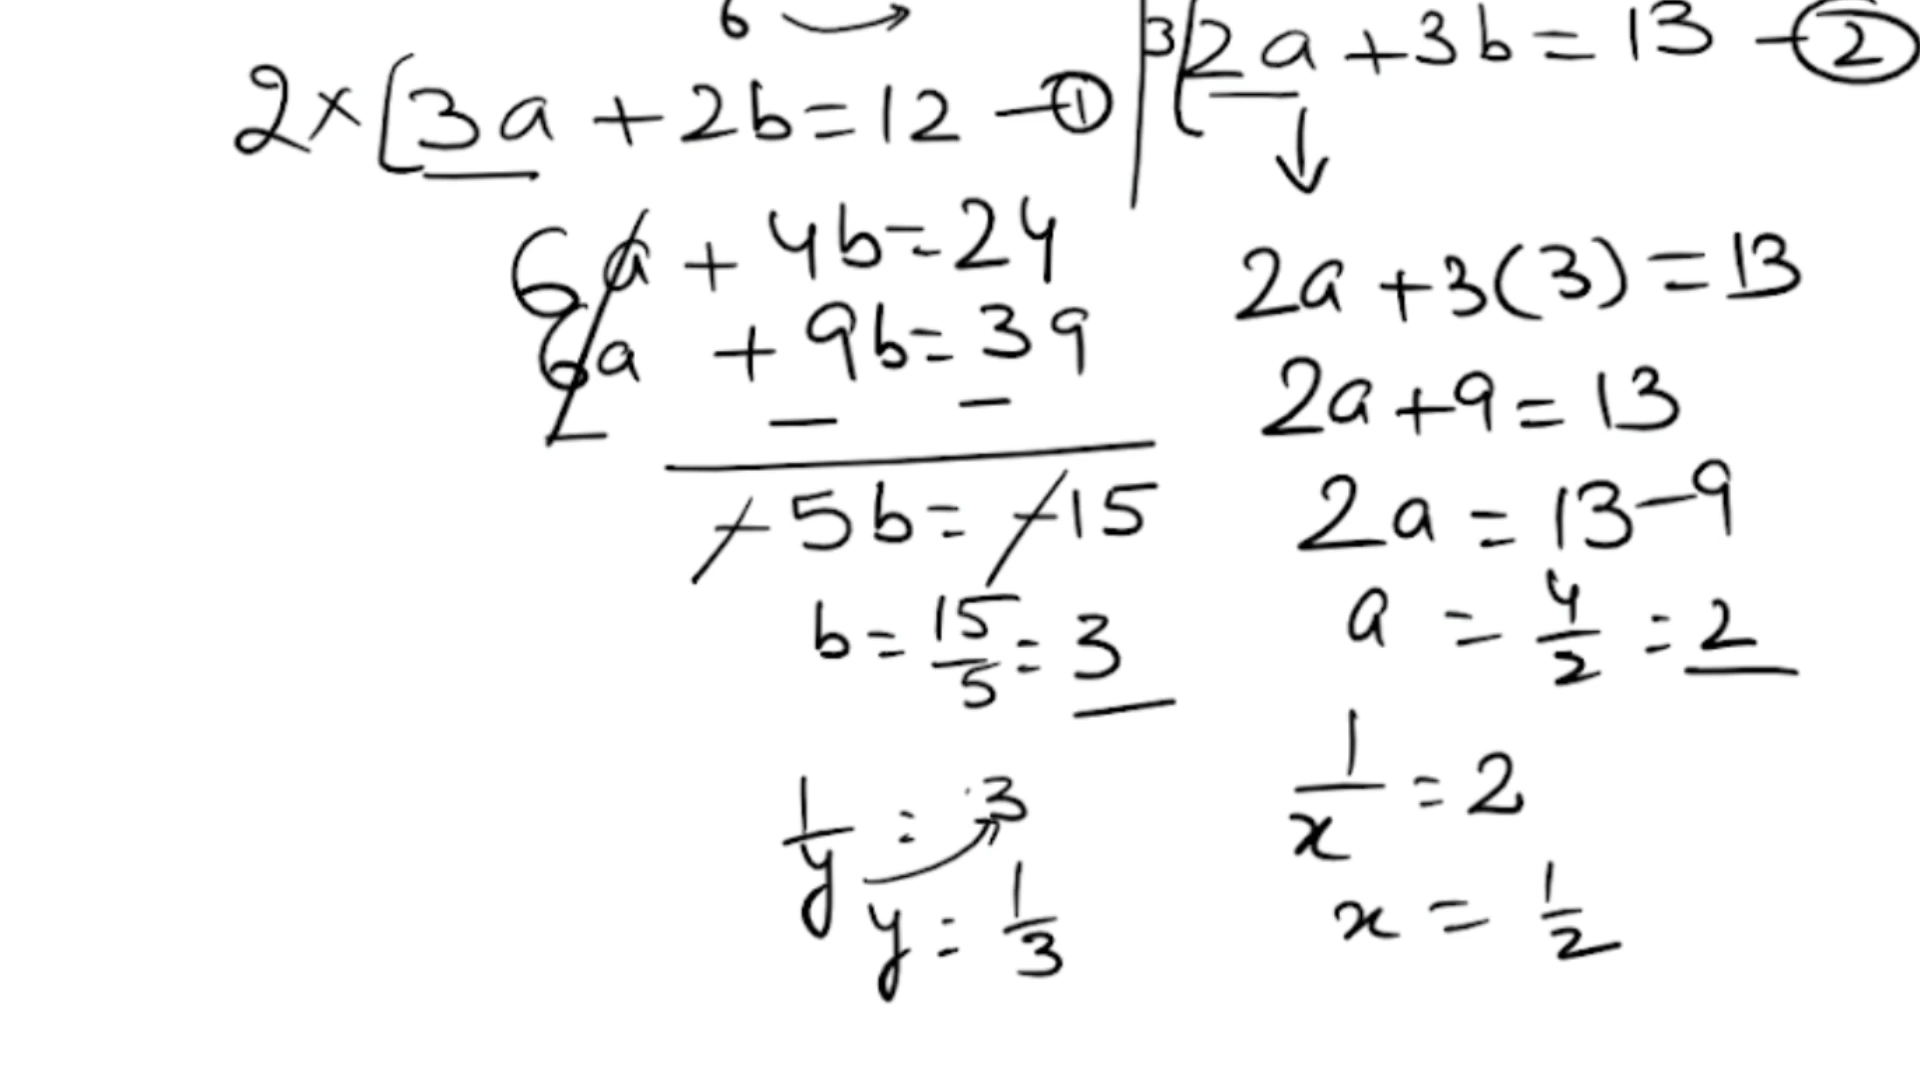 6
2×[3a + 2b = 12 — ①
6a + 4b = 24
6a + 9b = 39
— — —
-5b = -15
b = 15/5 = 3
1/y = 3
y = 1/3
3[2a + 3b = 13 — ②
2a + 3(3) = 13
2a + 9 = 13
2a = 13 - 9
a = 4/2 = 2
1/x = 2
x = 1/2